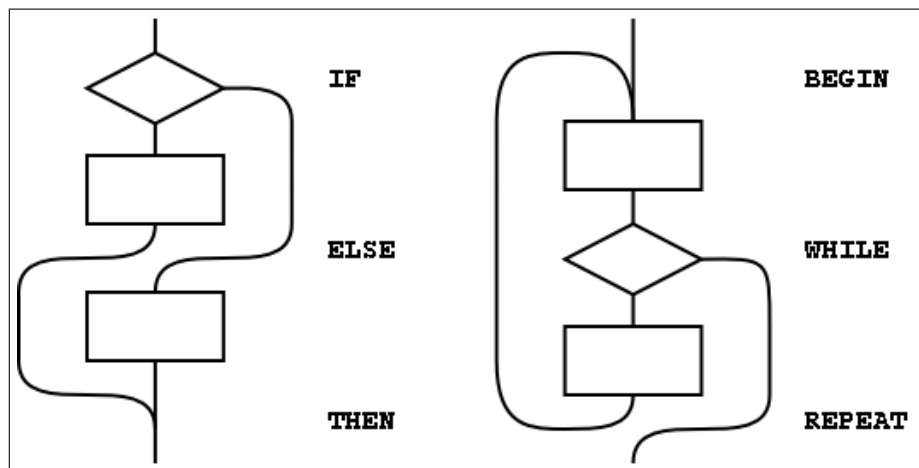 IF
ELSE
THEN
BEGIN
WHILE
REPEAT